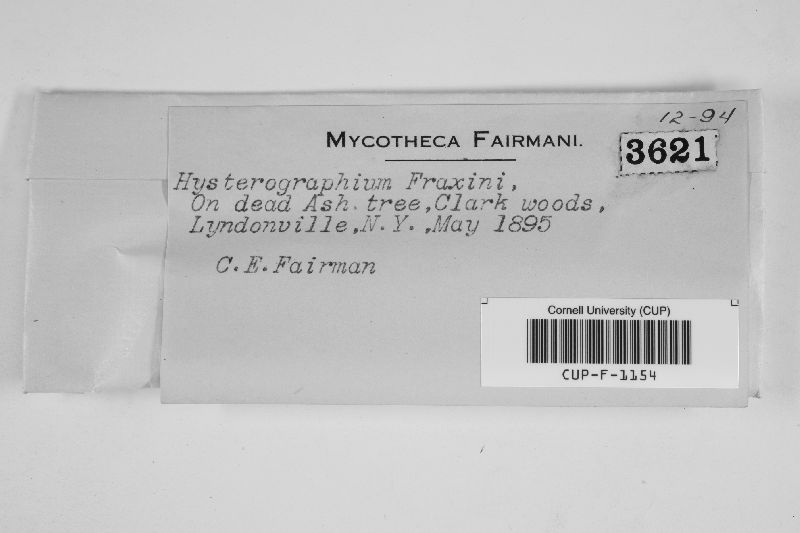 12-94
MYCOTHECA FAIRMANI.
3621
Hysterographium Fraxini,
On dead Ash. tree, Clark woods,
Lyndonville, N. Y. ,May 1895
C. E. Fairman
Cornell University (CUP)
CUP-F-1154